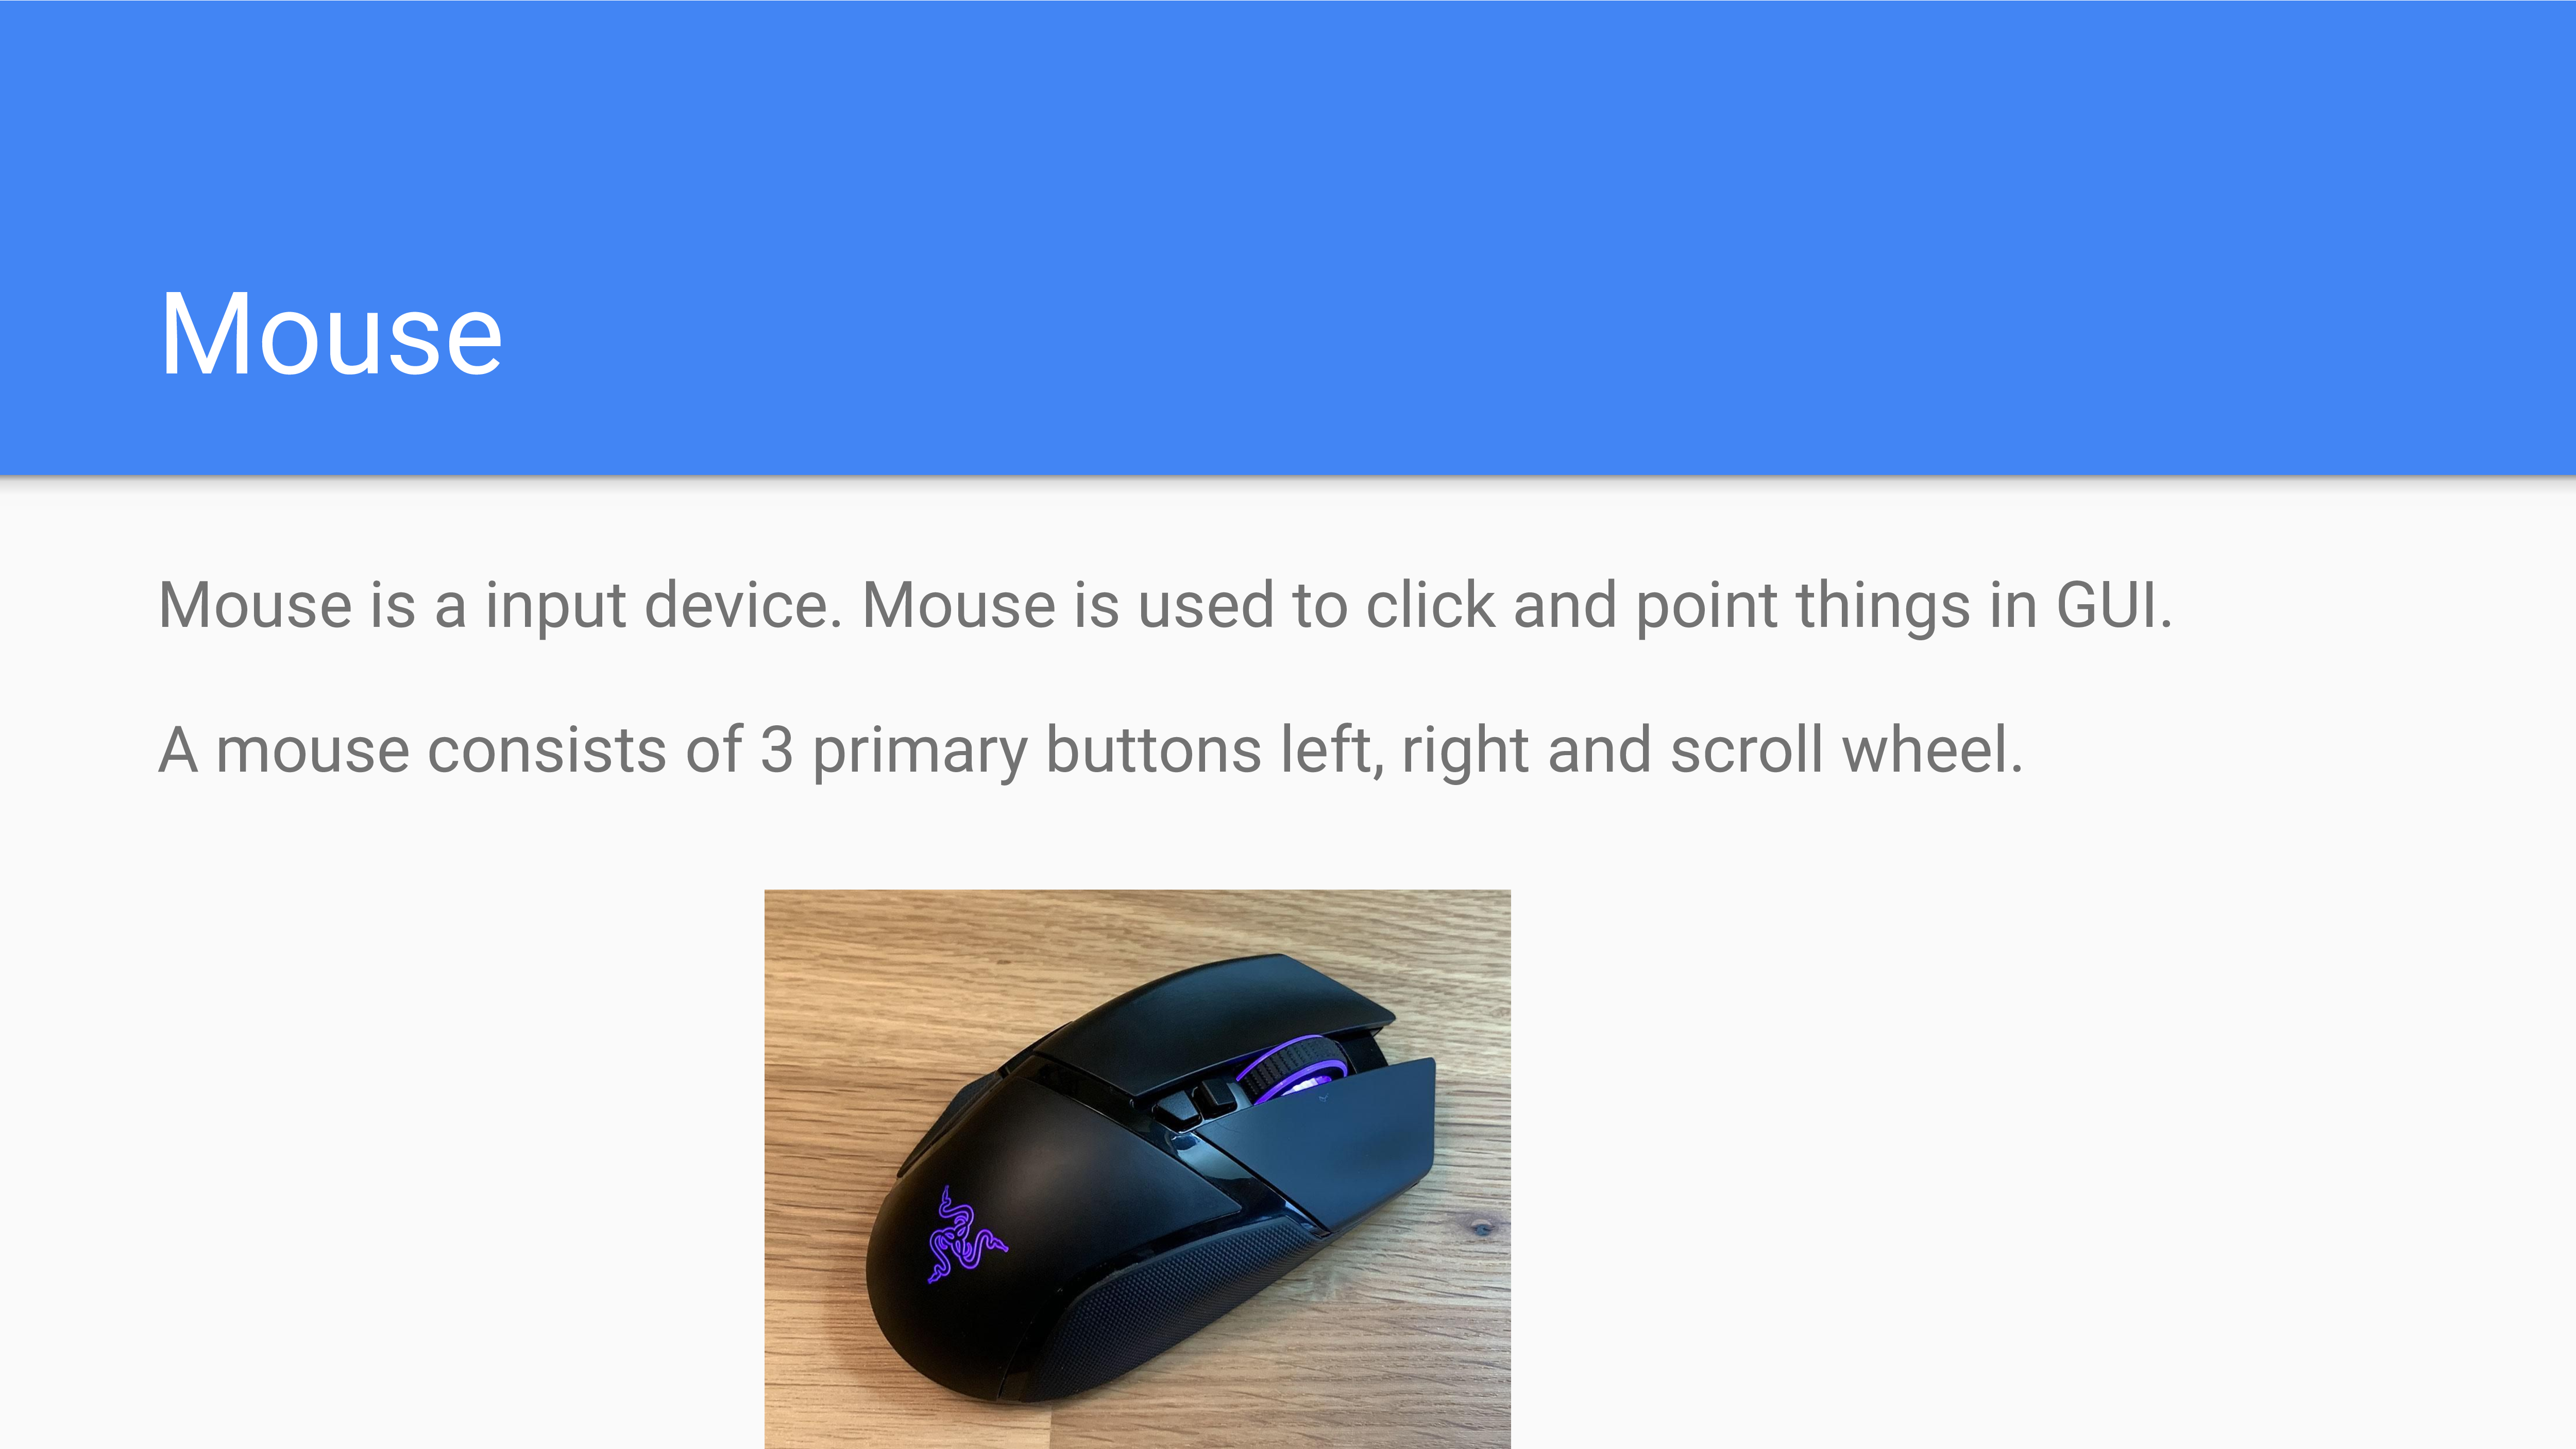 Mouse
Mouse is a input device. Mouse is used to click and point things in GUI.
A mouse consists of 3 primary buttons left, right and scroll wheel.